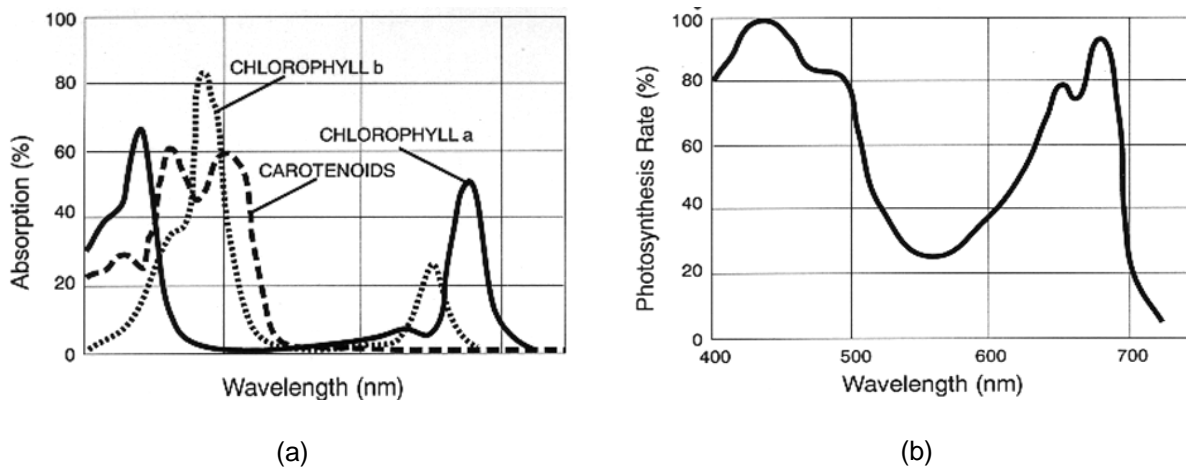 100
80
60
40
20
0
Absorption (%)
CHLOROPHYLL b
CHLOROPHYLL a
CAROTENOIDS
Wavelength (nm)
(a)
100
80
60
40
20
0
Photosynthesis Rate (%)
400 500 600 700
Wavelength (nm)
(b)